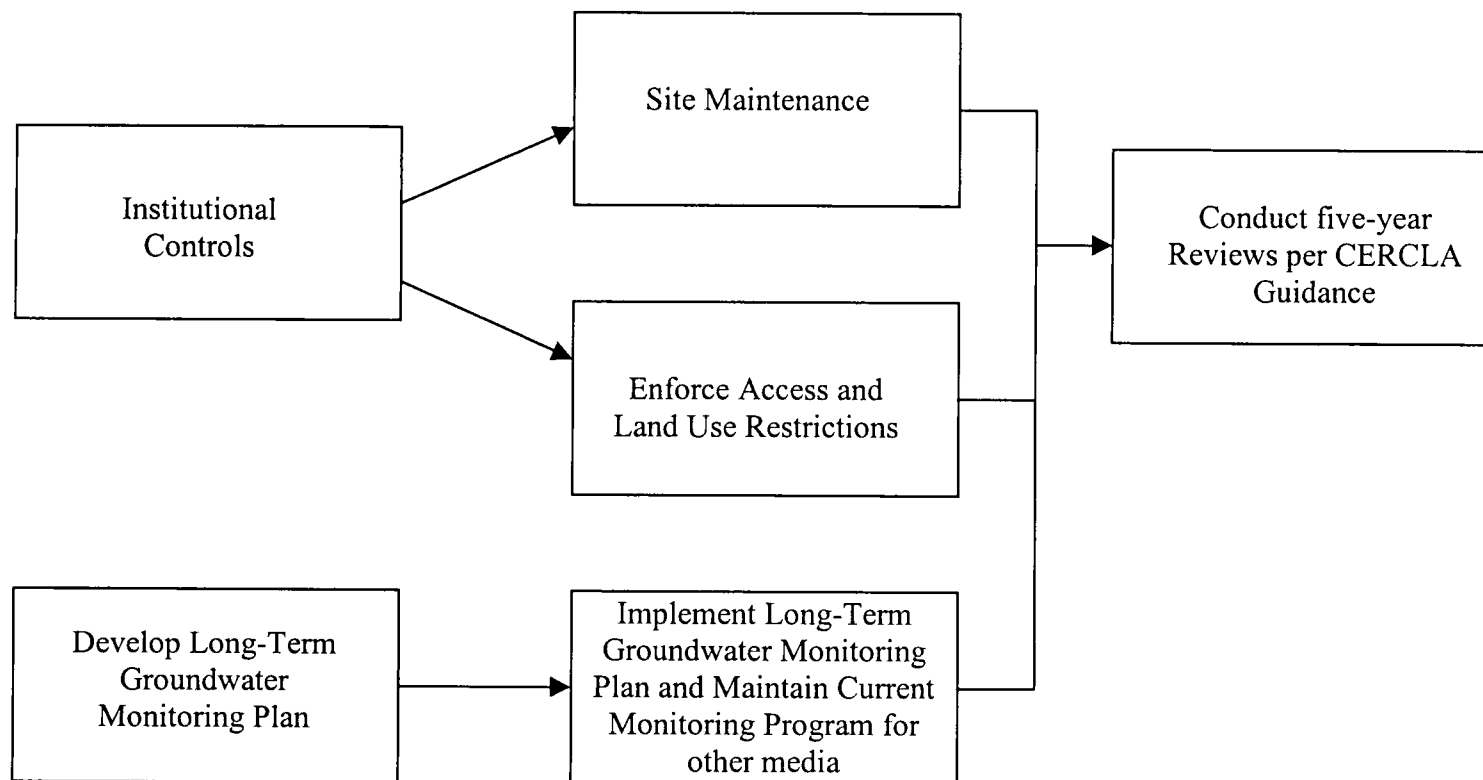 Site Maintenance
Institutional
Controls
Conduct five-year
Reviews per CERCLA
Guidance
Enforce Access and
Land Use Restrictions
Develop Long-Term
Groundwater
Monitoring Plan
Implement Long-Term
Groundwater Monitoring
Plan and Maintain Current
Monitoring Program for
other media